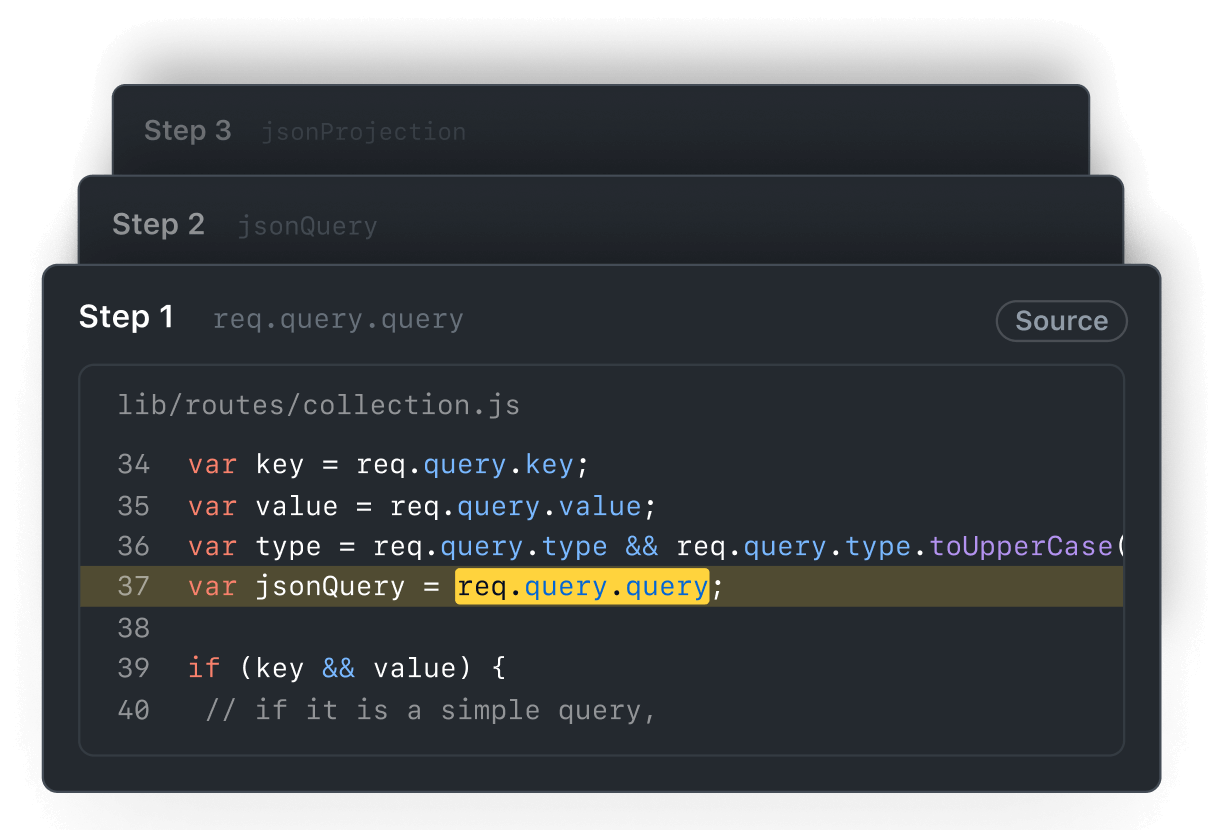 Step 3 jsonProjection
Step 2 jsonQuery
Step 1 req.query.query Source
lib/routes/collection.js
34 var key = req.query.key;
35 var value = req.query.value;
36 var type = req.query.type && req.query.type.toUpperCase(
37 var jsonQuery = req.query.query;
38
39 if (key && value) {
40 // if it is a simple query,